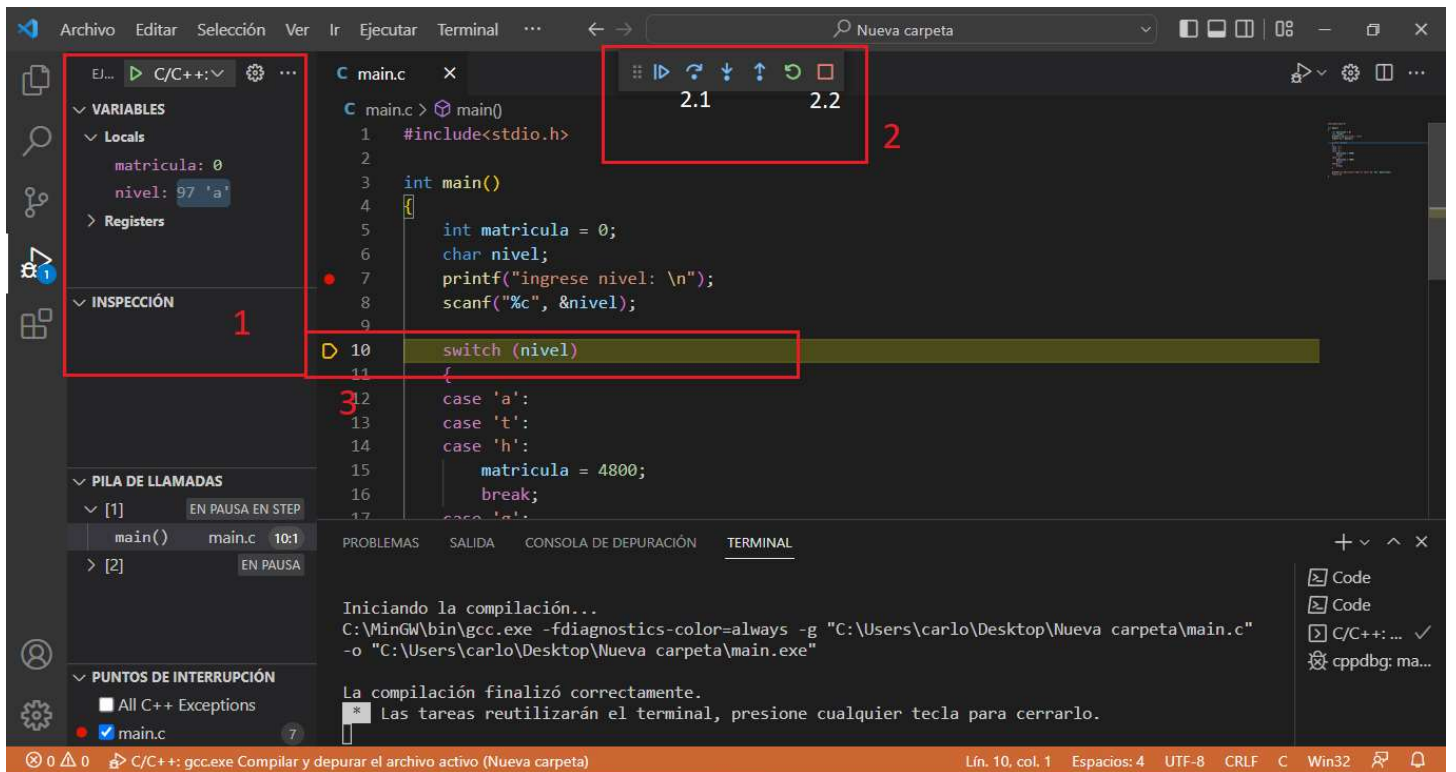 Archivo Editar Selección Ver Ir Ejecutar Terminal ··· Nueva carpeta
EJ... C/C++: ···
VARIABLES
Locals
matricula: 0
nivel: 97 'a'
Registers
INSPECCIÓN
1
PILA DE LLAMADAS
[1] EN PAUSA EN STEP
main() main.c 10:1
[2] EN PAUSA
PUNTOS DE INTERRUPCIÓN
All C++ Exceptions
main.c 7
1
C main.c
2.1 2.2
2
C main.c > main()
1 #include<stdio.h>
2
3 int main()
4 {
5 int matricula = 0;
6 char nivel;
7 printf("ingrese nivel: \n");
8 scanf("%c", &nivel);
9
10 switch (nivel)
11 {
3
12 case 'a':
13 case 't':
14 case 'h':
15 matricula = 4800;
16 break;
17 case 'g':
PROBLEMAS SALIDA CONSOLA DE DEPURACIÓN TERMINAL
Iniciando la compilación...
C:\MinGW\bin\gcc.exe -fdiagnostics-color=always -g "C:\Users\carlo\Desktop\Nueva carpeta\main.c"
-o "C:\Users\carlo\Desktop\Nueva carpeta\main.exe"
La compilación finalizó correctamente.
* Las tareas reutilizarán el terminal, presione cualquier tecla para cerrarlo.
Code
Code
C/C++: ...
cppdbg: ma...
0 0 C/C++: gcc.exe Compilar y depurar el archivo activo (Nueva carpeta) Lín. 10, col. 1 Espacios: 4 UTF-8 CRLF C Win32